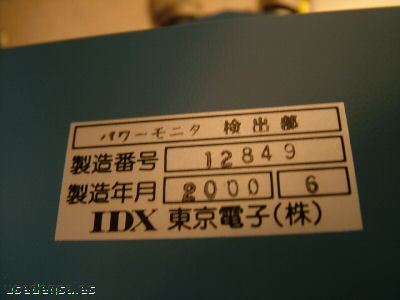 パワーモニタ 検出部
製造番号 12849
製造年月 2000 6
IDX 東京電子(株)